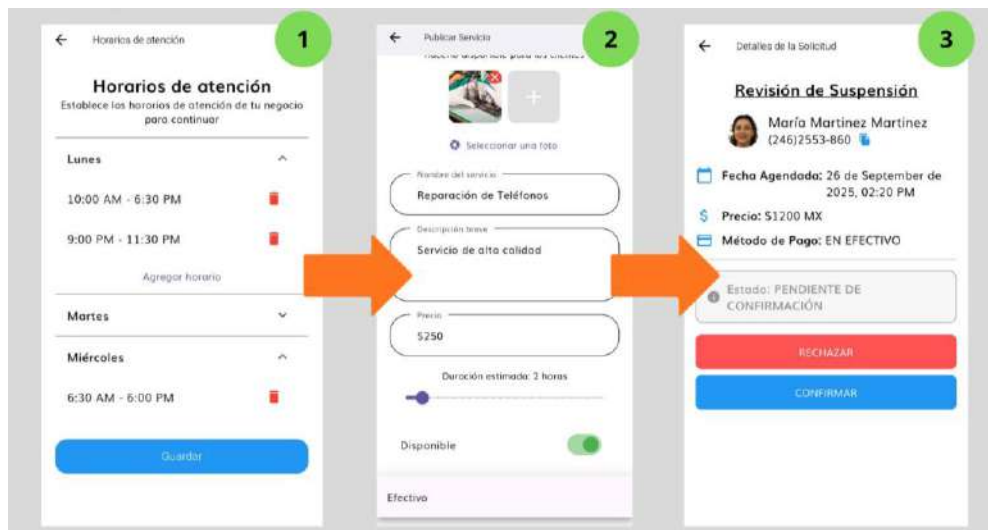 1
Horarios de atención
Horarios de atención
Establece los horarios de atención de tu negocio
para continuar
Lunes
10:00 AM - 6:30 PM
9:00 PM - 11:30 PM
Agregar horario
Martes
Miércoles
6:30 AM - 6:00 PM
Guardar
2
Publicar Servicio
disponible para los clientes
Seleccionar una foto
Nombre del servicio
Reparación de Teléfonos
Descripción breve
Servicio de alta calidad
Precio
$250
Duración estimada: 2 horas
Disponible
Efectivo
3
Detalles de la Solicitud
Revisión de Suspensión
María Martinez Martinez
(246)2553-860
Fecha Agendada: 26 de September de
2025, 02:20 PM
$ Precio: $1200 MX
Método de Pago: EN EFECTIVO
Estado: PENDIENTE DE
CONFIRMACIÓN
RECHAZAR
CONFIRMAR